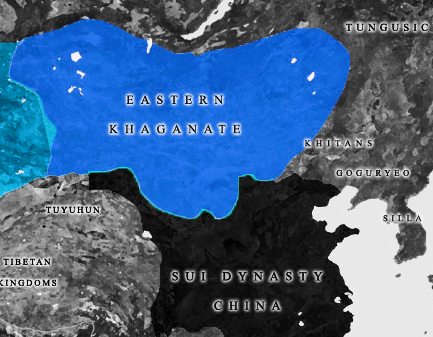 TUNGUSIC
EASTERN
KHAGANATE
KHITANS
GOGURYEO
TUYUHUN
SILLA
TIBETAN
KINGDOMS
SUI DYNASTY
CHINA